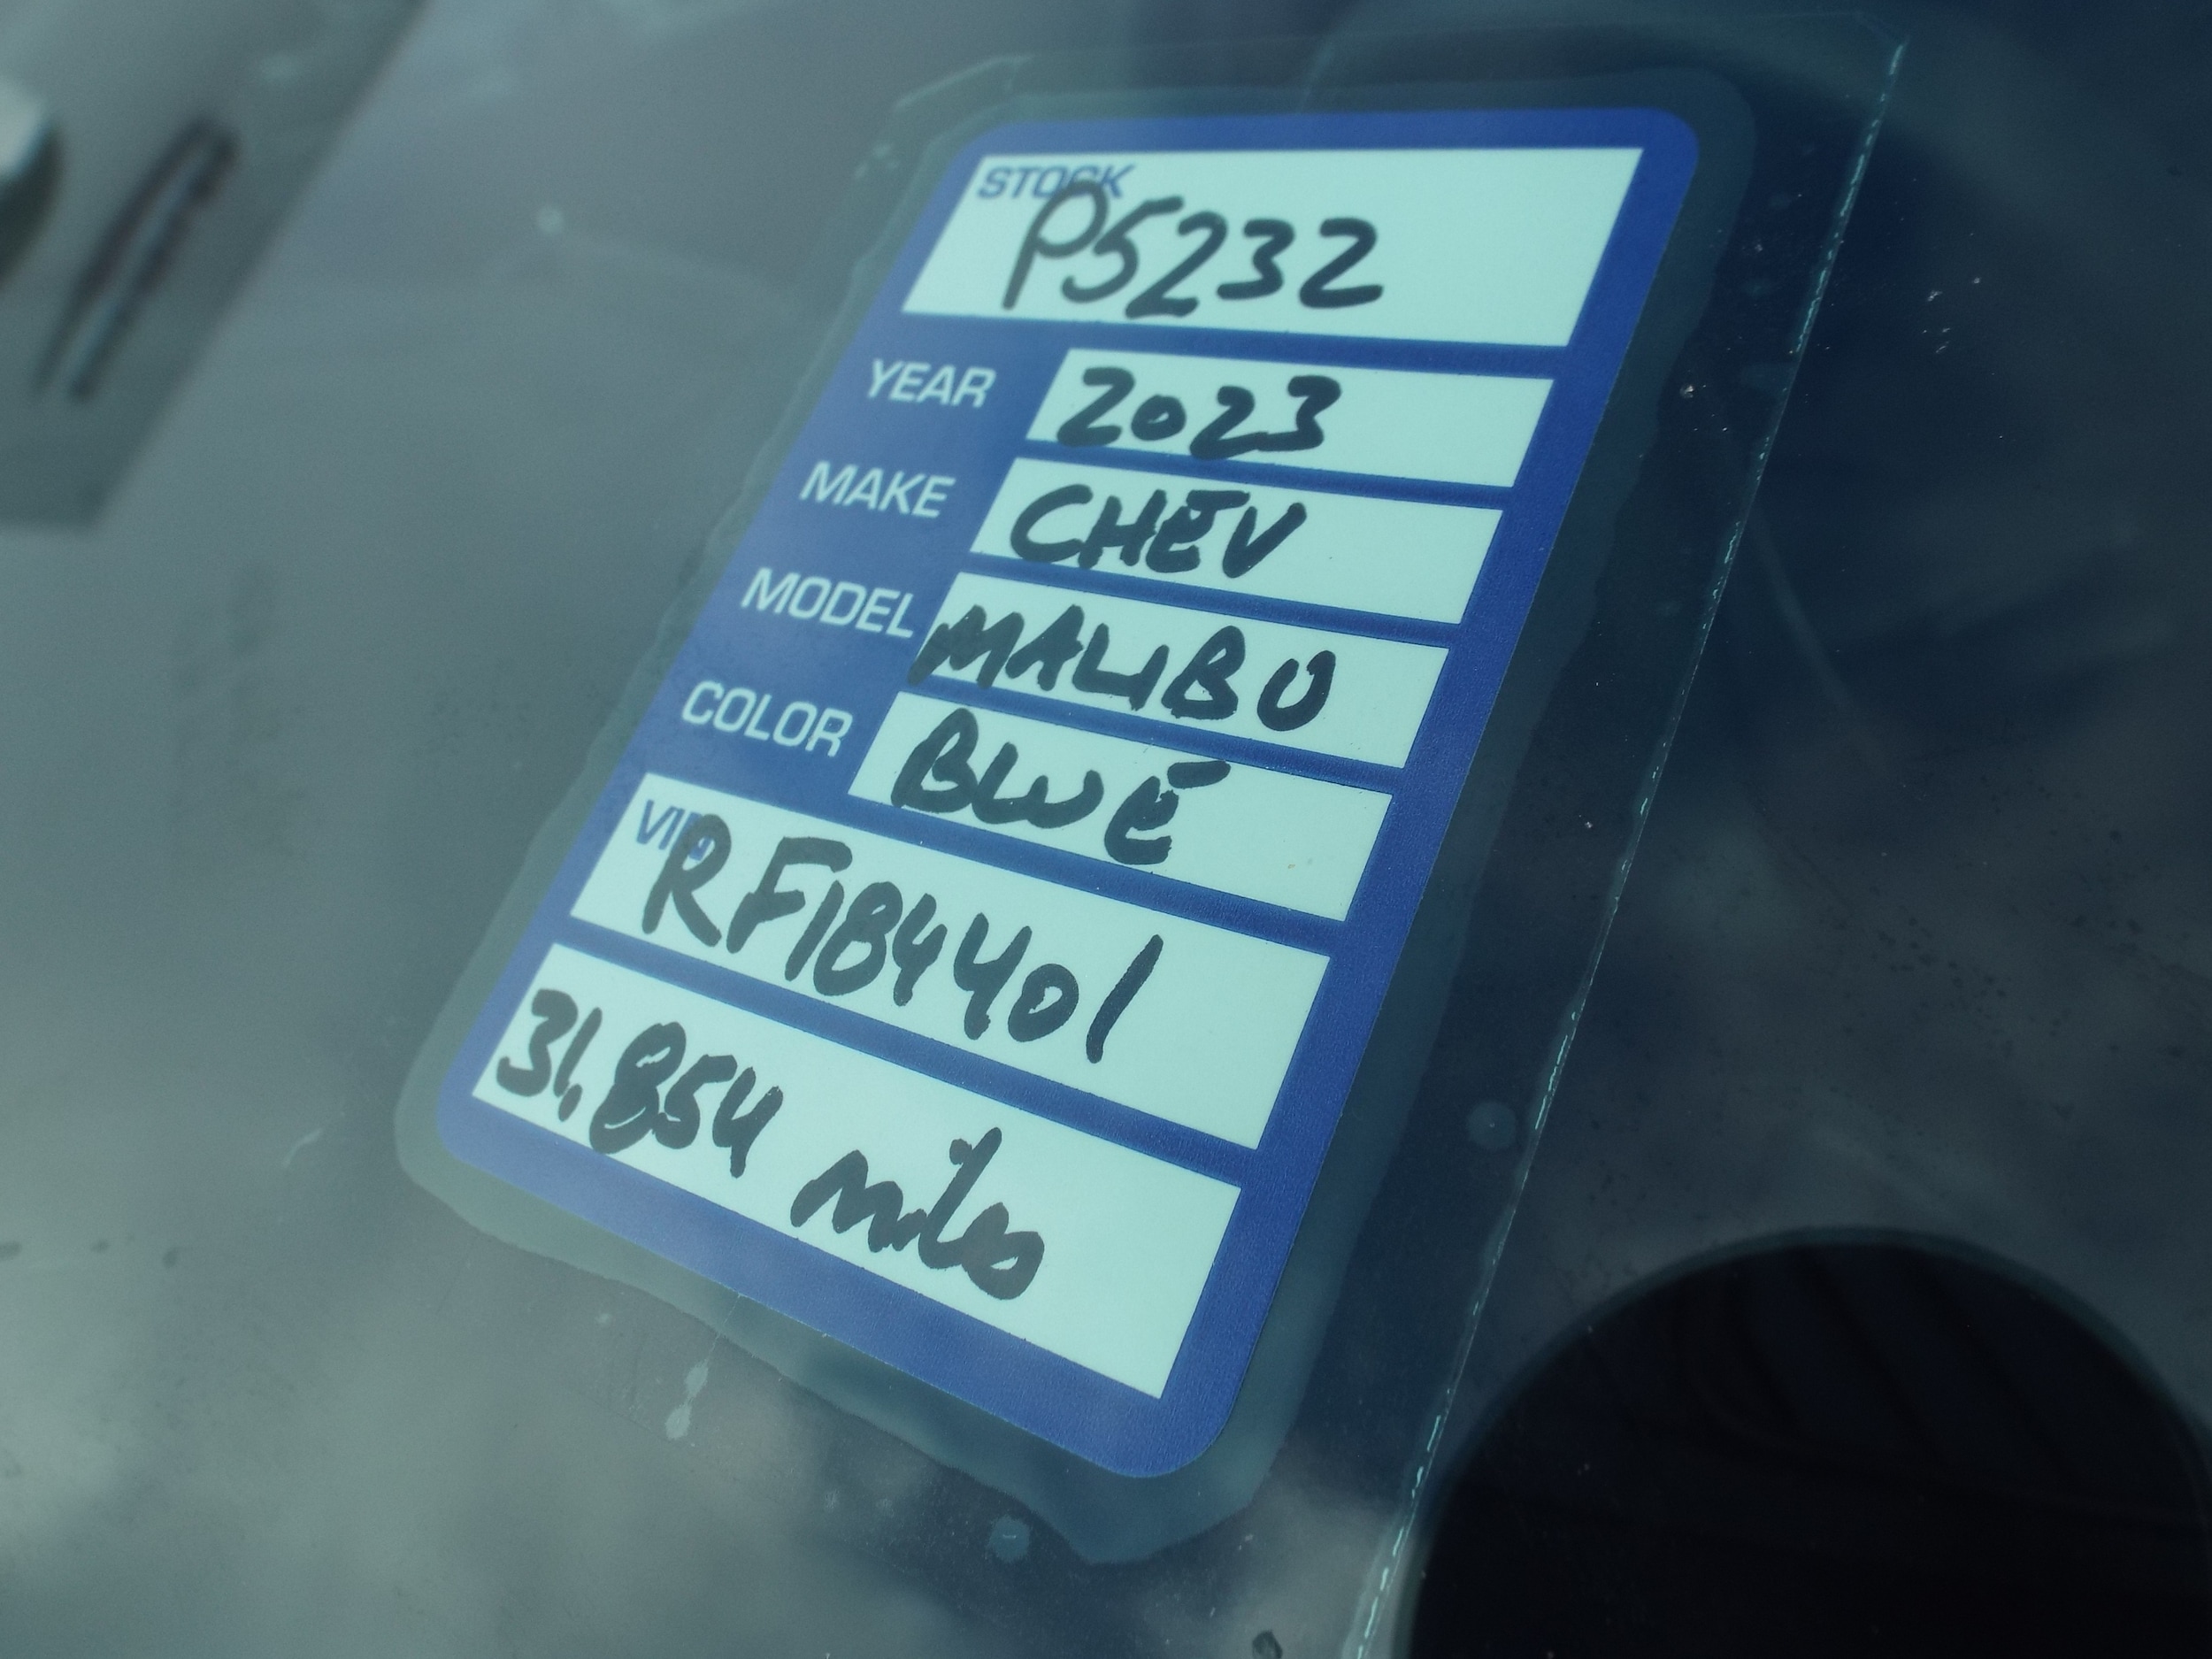 STOCK
P5232
YEAR 2023
MAKE CHEV
MODEL MALIBU
COLOR BLUE
VIN
RF184401
31,854 miles